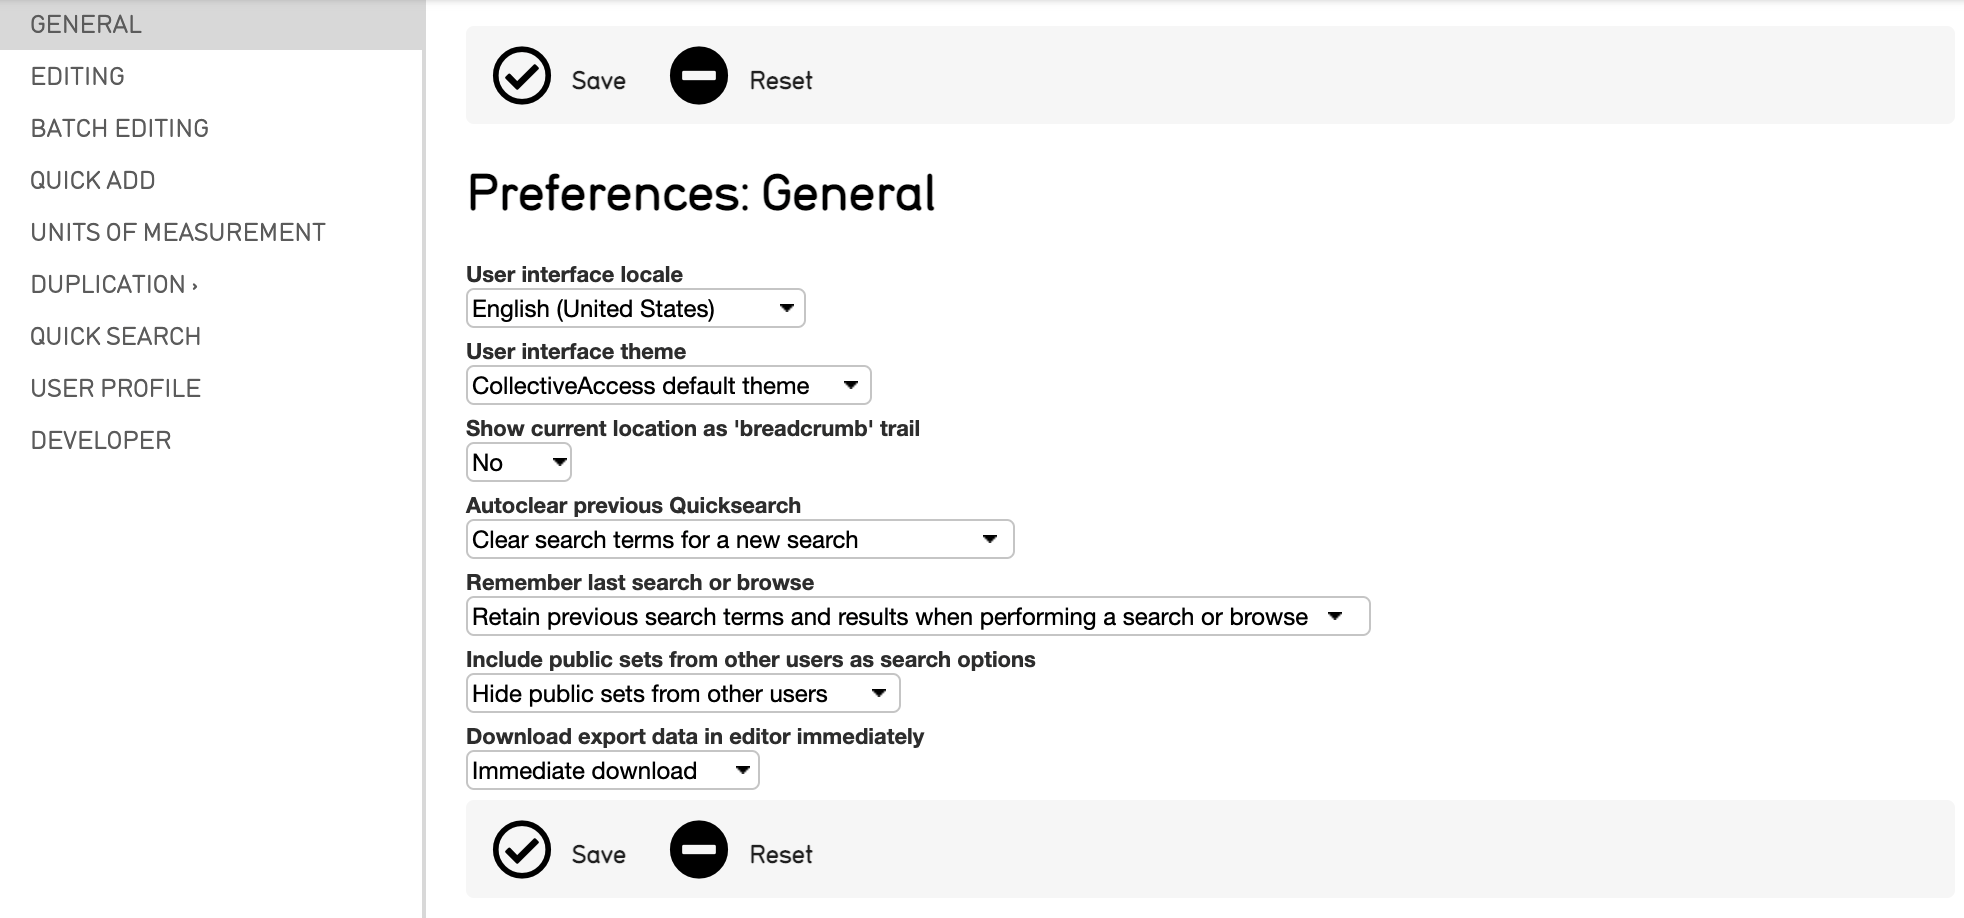 GENERAL
EDITING
BATCH EDITING
QUICK ADD
UNITS OF MEASUREMENT
DUPLICATION ›
QUICK SEARCH
USER PROFILE
DEVELOPER
Save Reset
Preferences: General
User interface locale
English (United States)
User interface theme
CollectiveAccess default theme
Show current location as 'breadcrumb' trail
No
Autoclear previous Quicksearch
Clear search terms for a new search
Remember last search or browse
Retain previous search terms and results when performing a search or browse
Include public sets from other users as search options
Hide public sets from other users
Download export data in editor immediately
Immediate download
Save Reset